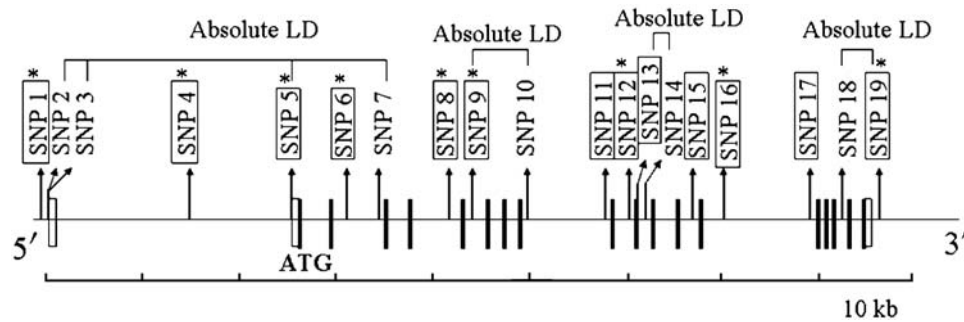 Absolute LD
Absolute LD
Absolute LD
Absolute LD
* * * * * * * * *
SNP 1
SNP 2
SNP 3
SNP 4
SNP 5
SNP 6
SNP 7
SNP 8
SNP 9
SNP 10
SNP 11
SNP 12
SNP 13
SNP 14
SNP 15
SNP 16
SNP 17
SNP 18
SNP 19
5′
3′
ATG
10 kb